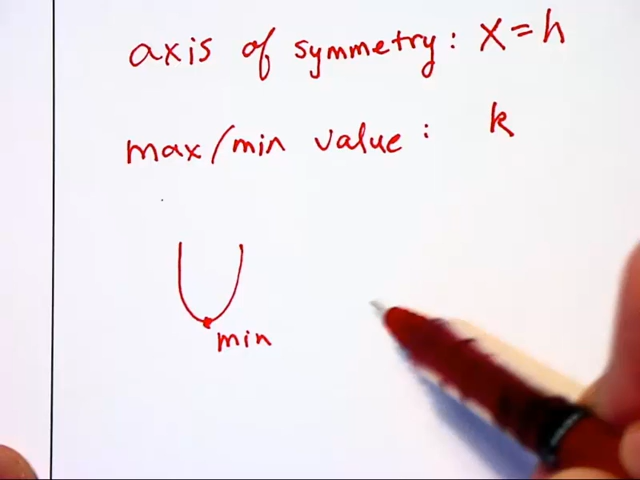 axis of symmetry: x=h
max/min value: k
min